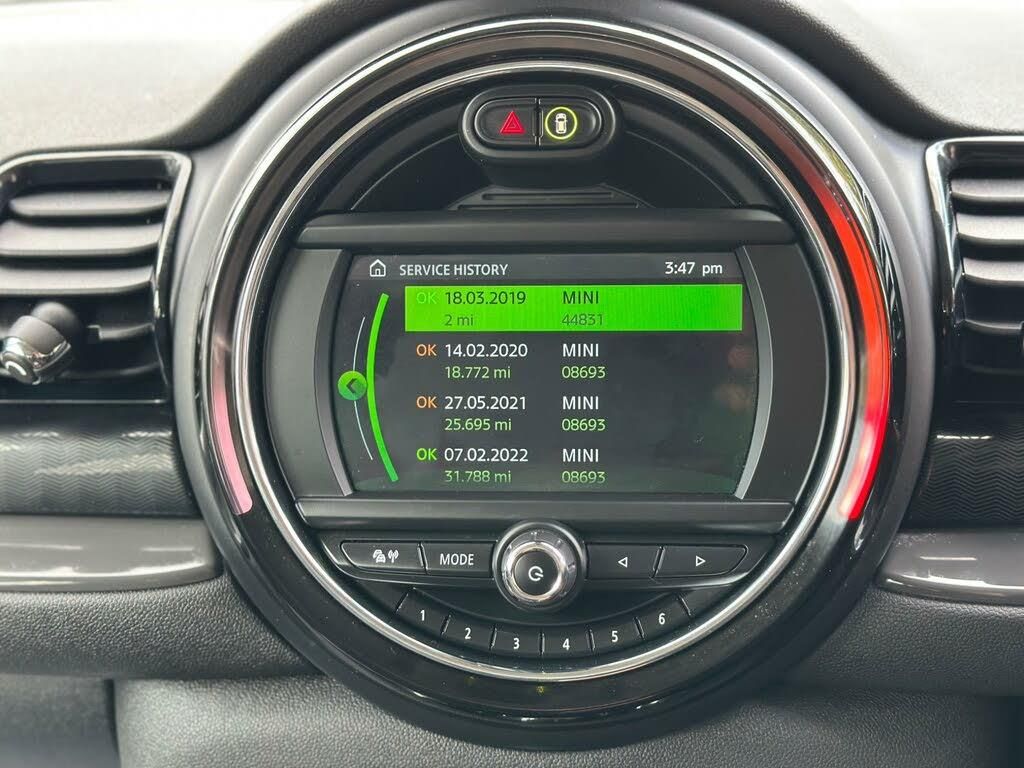 SERVICE HISTORY 3:47 pm
OK 18.03.2019 MINI
2 mi 44831
OK 14.02.2020 MINI
18.772 mi 08693
OK 27.05.2021 MINI
25.695 mi 08693
OK 07.02.2022 MINI
31.788 mi 08693
MODE
1 2 3 4 5 6